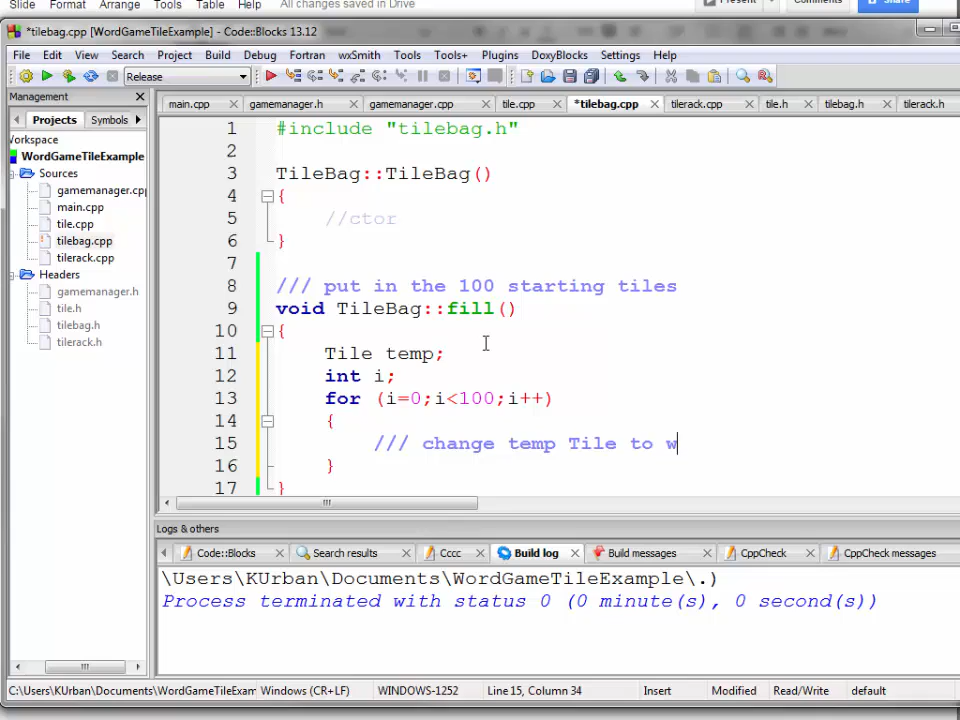 Slide Format Arrange Tools Table Help All changes saved in Drive Present Comments Share
*tilebag.cpp [WordGameTileExample] - Code::Blocks 13.12
File Edit View Search Project Build Debug Fortran wxSmith Tools Tools+ Plugins DoxyBlocks Settings Help
Release
Management
Projects Symbols
main.cpp gamemanager.h gamemanager.cpp tile.cpp *tilebag.cpp tilerack.cpp tile.h tilebag.h tilerack.h
Vorkspace
WordGameTileExample
Sources
gamemanager.cpp
main.cpp
tile.cpp
tilebag.cpp
tilerack.cpp
Headers
gamemanager.h
tile.h
tilebag.h
tilerack.h
1 #include "tilebag.h"
2
3 TileBag::TileBag()
4 {
5 //ctor
6 }
7
8 /// put in the 100 starting tiles
9 void TileBag::fill()
10 {
11 Tile temp;
12 int i;
13 for (i=0;i<100;i++)
14 {
15 /// change temp Tile to w
16 }
17 }
Logs & others
Code::Blocks Search results Cccc Build log Build messages CppCheck CppCheck messages
\Users\KUrban\Documents\WordGameTileExample\.)
Process terminated with status 0 (0 minute(s), 0 second(s))
C:\Users\KUrban\Documents\WordGameTileExam Windows (CR+LF) WINDOWS-1252 Line 15, Column 34 Insert Modified Read/Write default